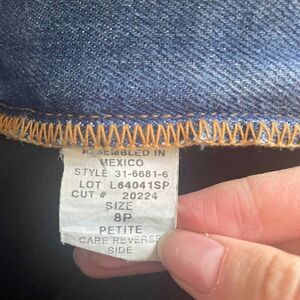 ASSEMBLED IN
MEXICO
STYLE 31-6681-6
LOT L64041SP
CUT # 20224
SIZE
8P
PETITE
CARE REVERSE
SIDE